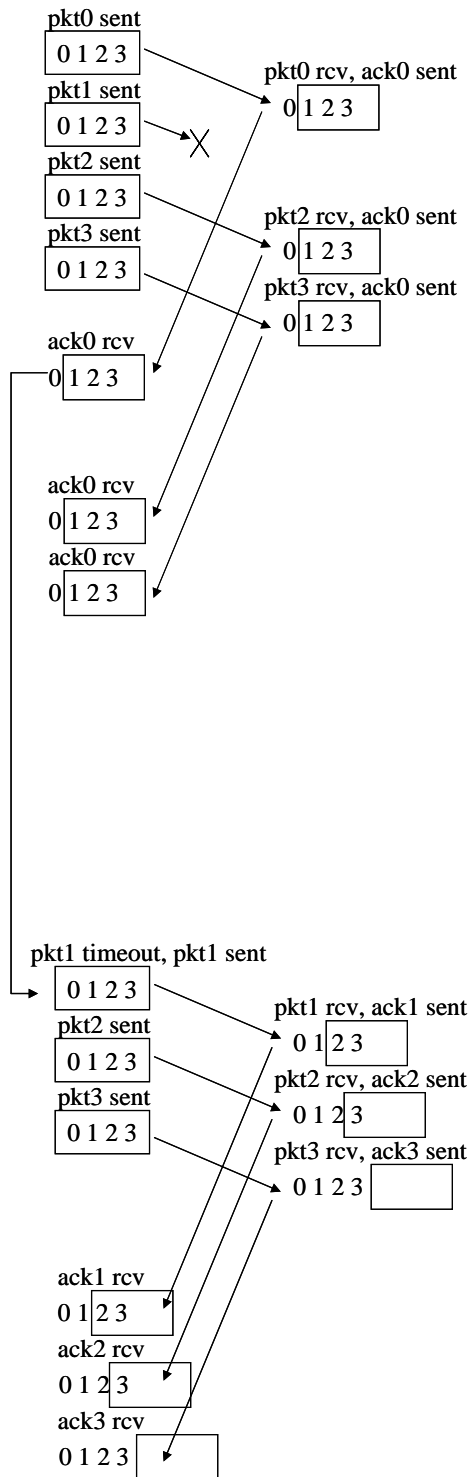 pkt0 sent
0 1 2 3
pkt0 rcv, ack0 sent
0 1 2 3
pkt1 sent
0 1 2 3
pkt2 sent
0 1 2 3
pkt2 rcv, ack0 sent
0 1 2 3
pkt3 sent
0 1 2 3
pkt3 rcv, ack0 sent
0 1 2 3
ack0 rcv
0 1 2 3
ack0 rcv
0 1 2 3
ack0 rcv
0 1 2 3
pkt1 timeout, pkt1 sent
0 1 2 3
pkt1 rcv, ack1 sent
0 1 2 3
pkt2 sent
0 1 2 3
pkt2 rcv, ack2 sent
0 1 2 3
pkt3 sent
0 1 2 3
pkt3 rcv, ack3 sent
0 1 2 3
ack1 rcv
0 1 2 3
ack2 rcv
0 1 2 3
ack3 rcv
0 1 2 3